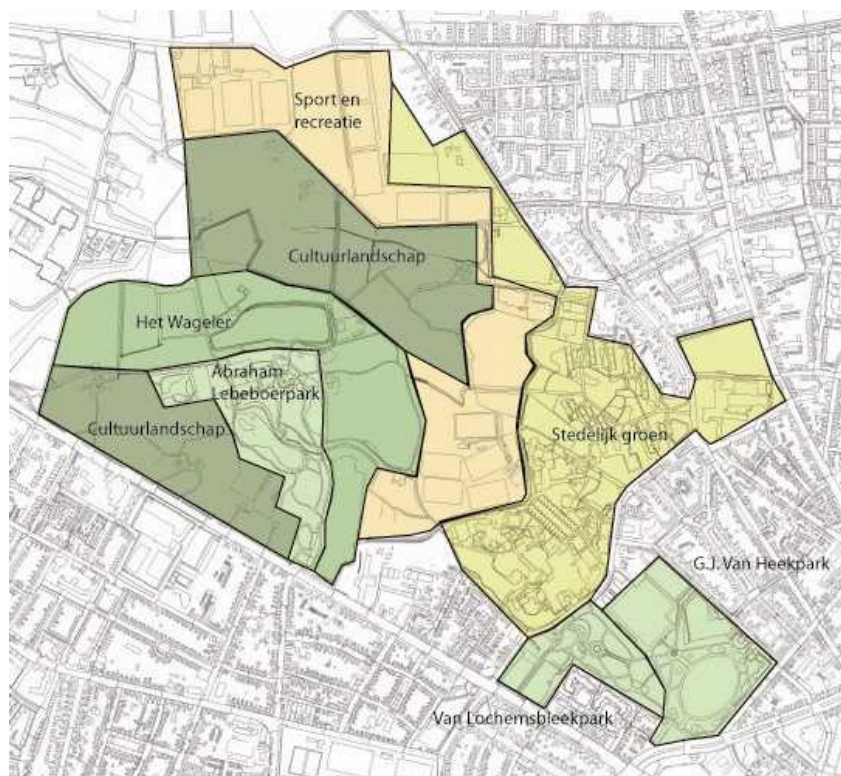 Sport en
recreatie
Cultuurlandschap
Het Wageler
Abraham
Lebeboerpark
Cultuurlandschap
Stedelijk groen
G.J. Van Heekpark
Van Lochemsbleekpark